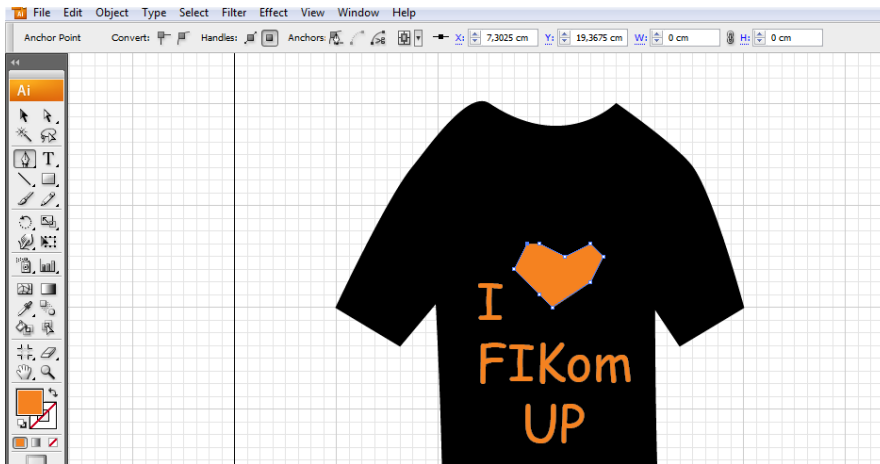 Ai File Edit Object Type Select Filter Effect View Window Help
Anchor Point Convert: Handles: Anchors: X: 7,3025 cm Y: 19,3675 cm W: 0 cm H: 0 cm
Ai
T
I
FIKom
UP